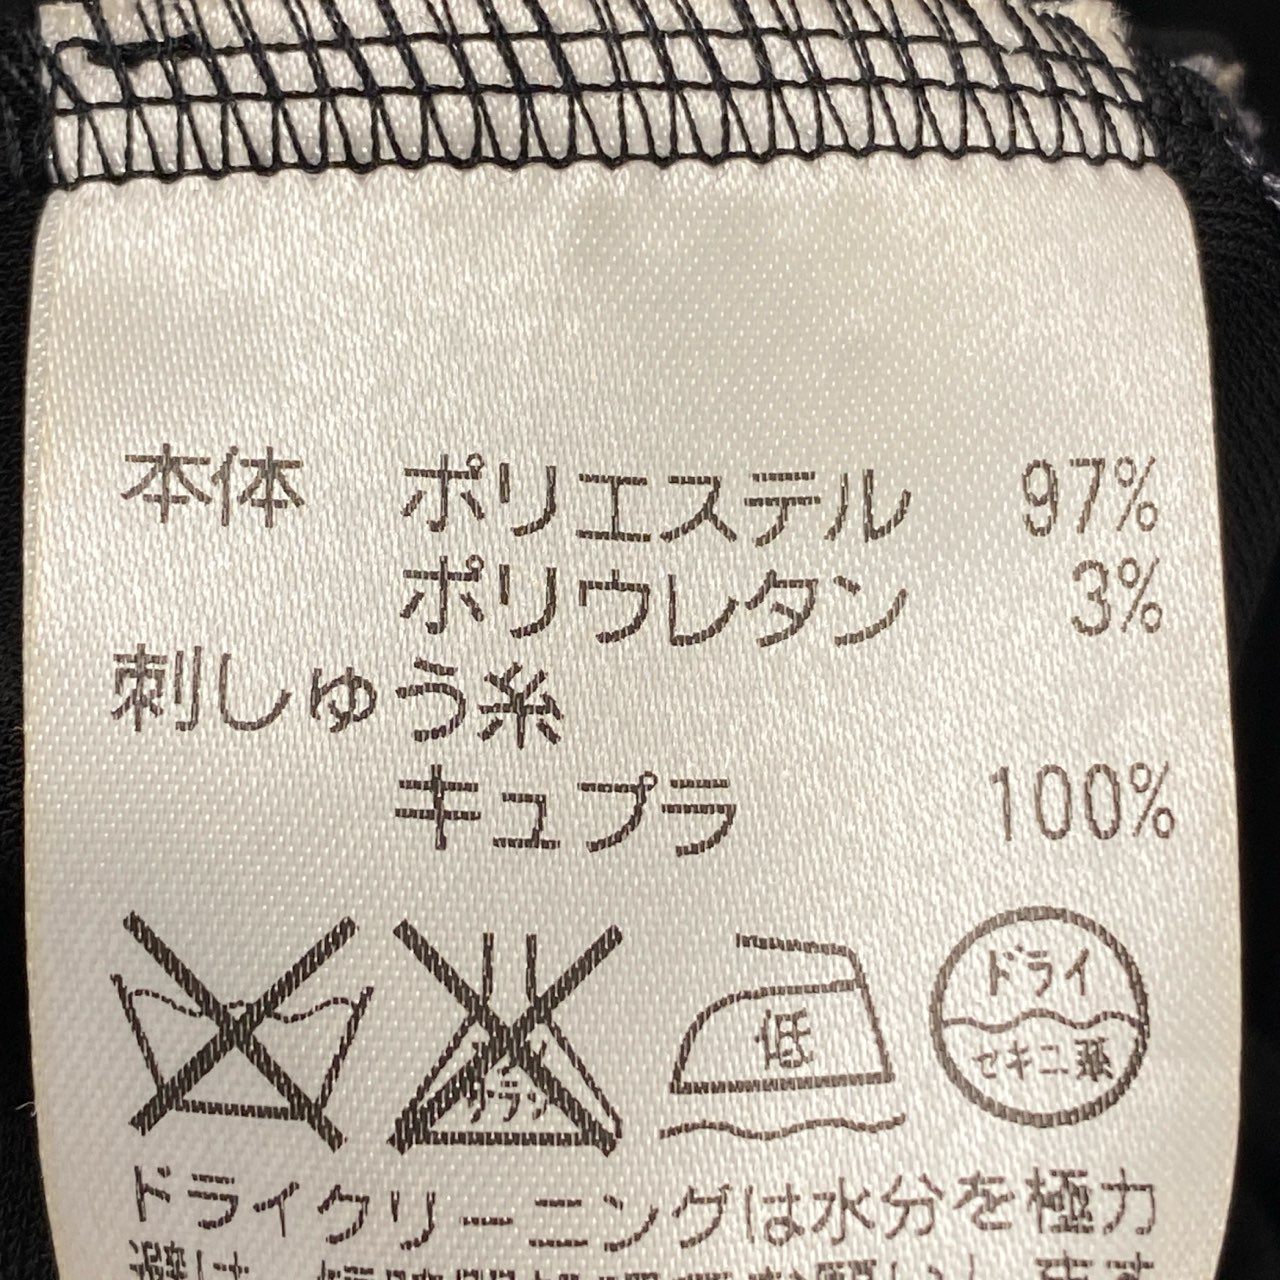 本体 ポリエステル 97%
ポリウレタン 3%
刺しゅう糸
キュプラ 100%
低
ドライ
セキユ系
ドライクリーニングは水分を極力